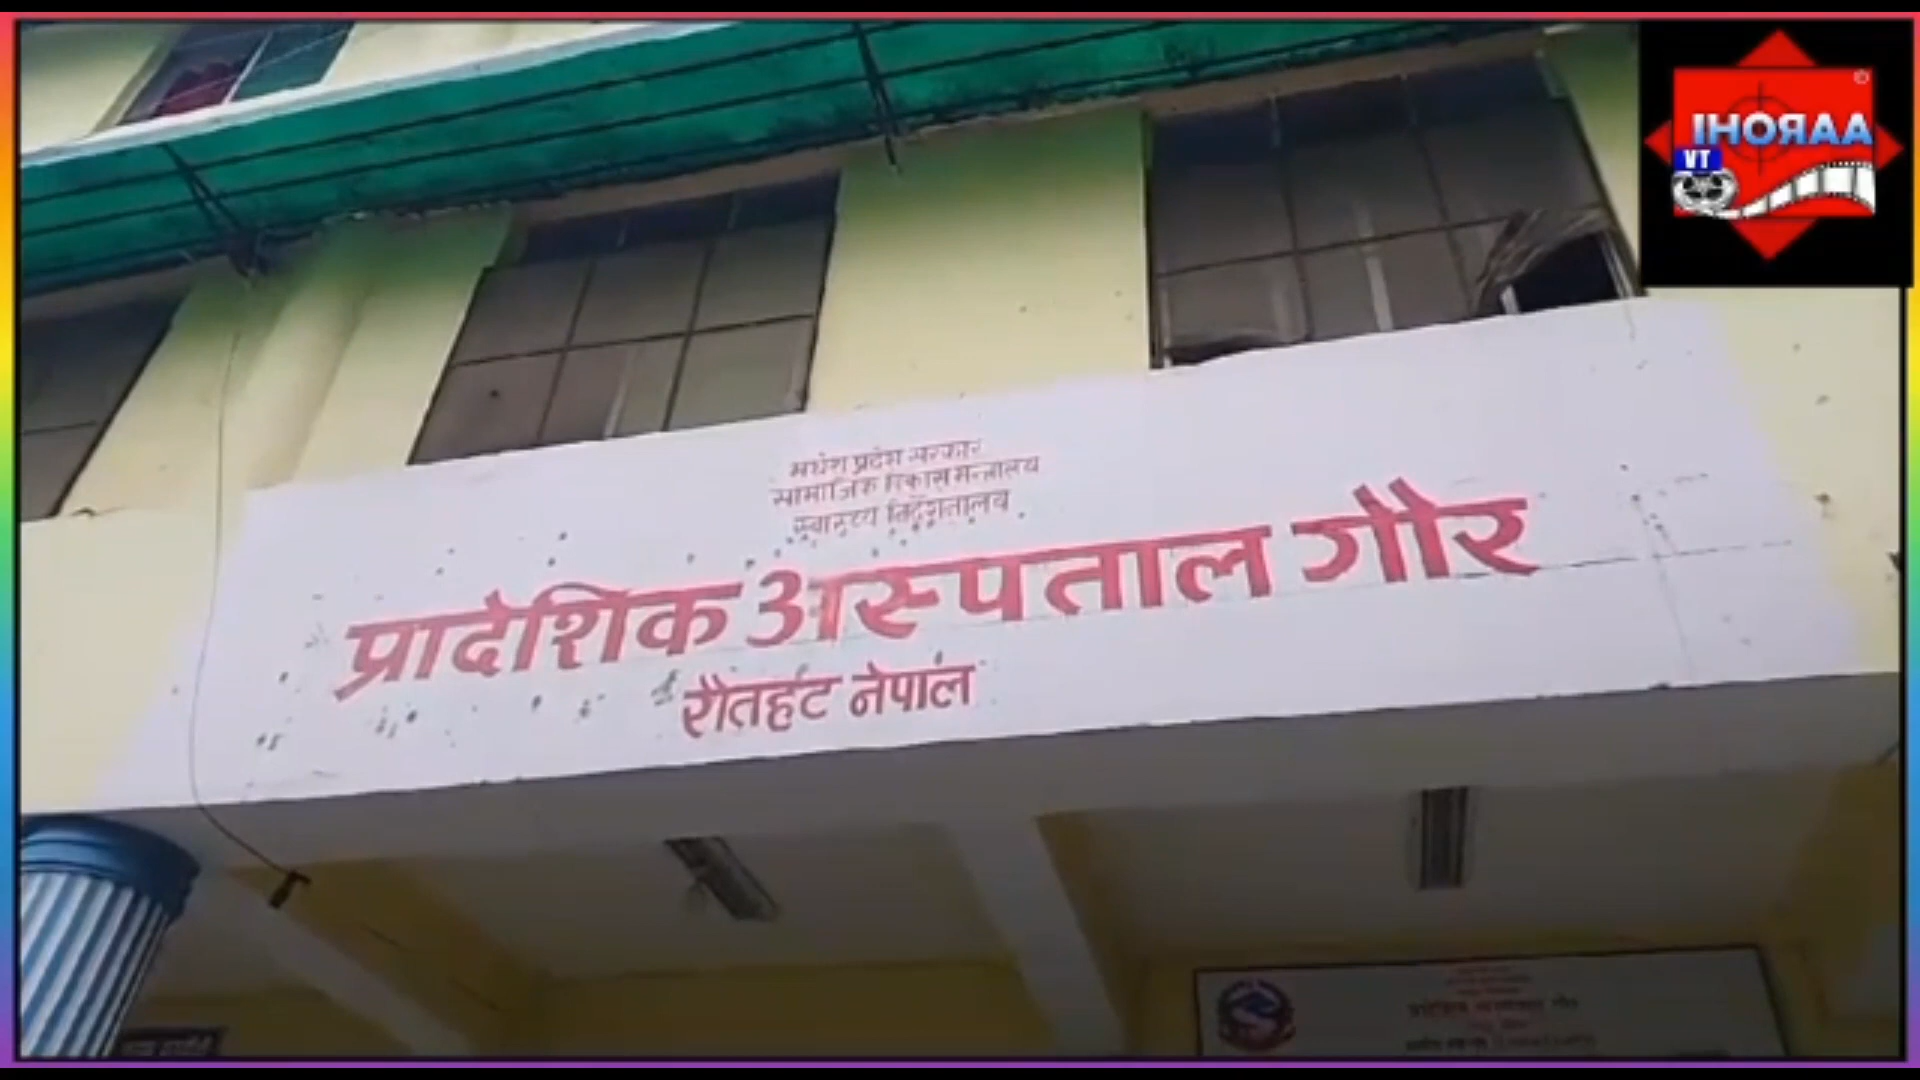 मधेश प्रदेश सरकार
सामाजिक विकास मन्त्रालय
स्वास्थ्य निर्देशनालय
प्रादेशिक अस्पताल गौर
रौतहट नेपाल
AAROHI
TV
©